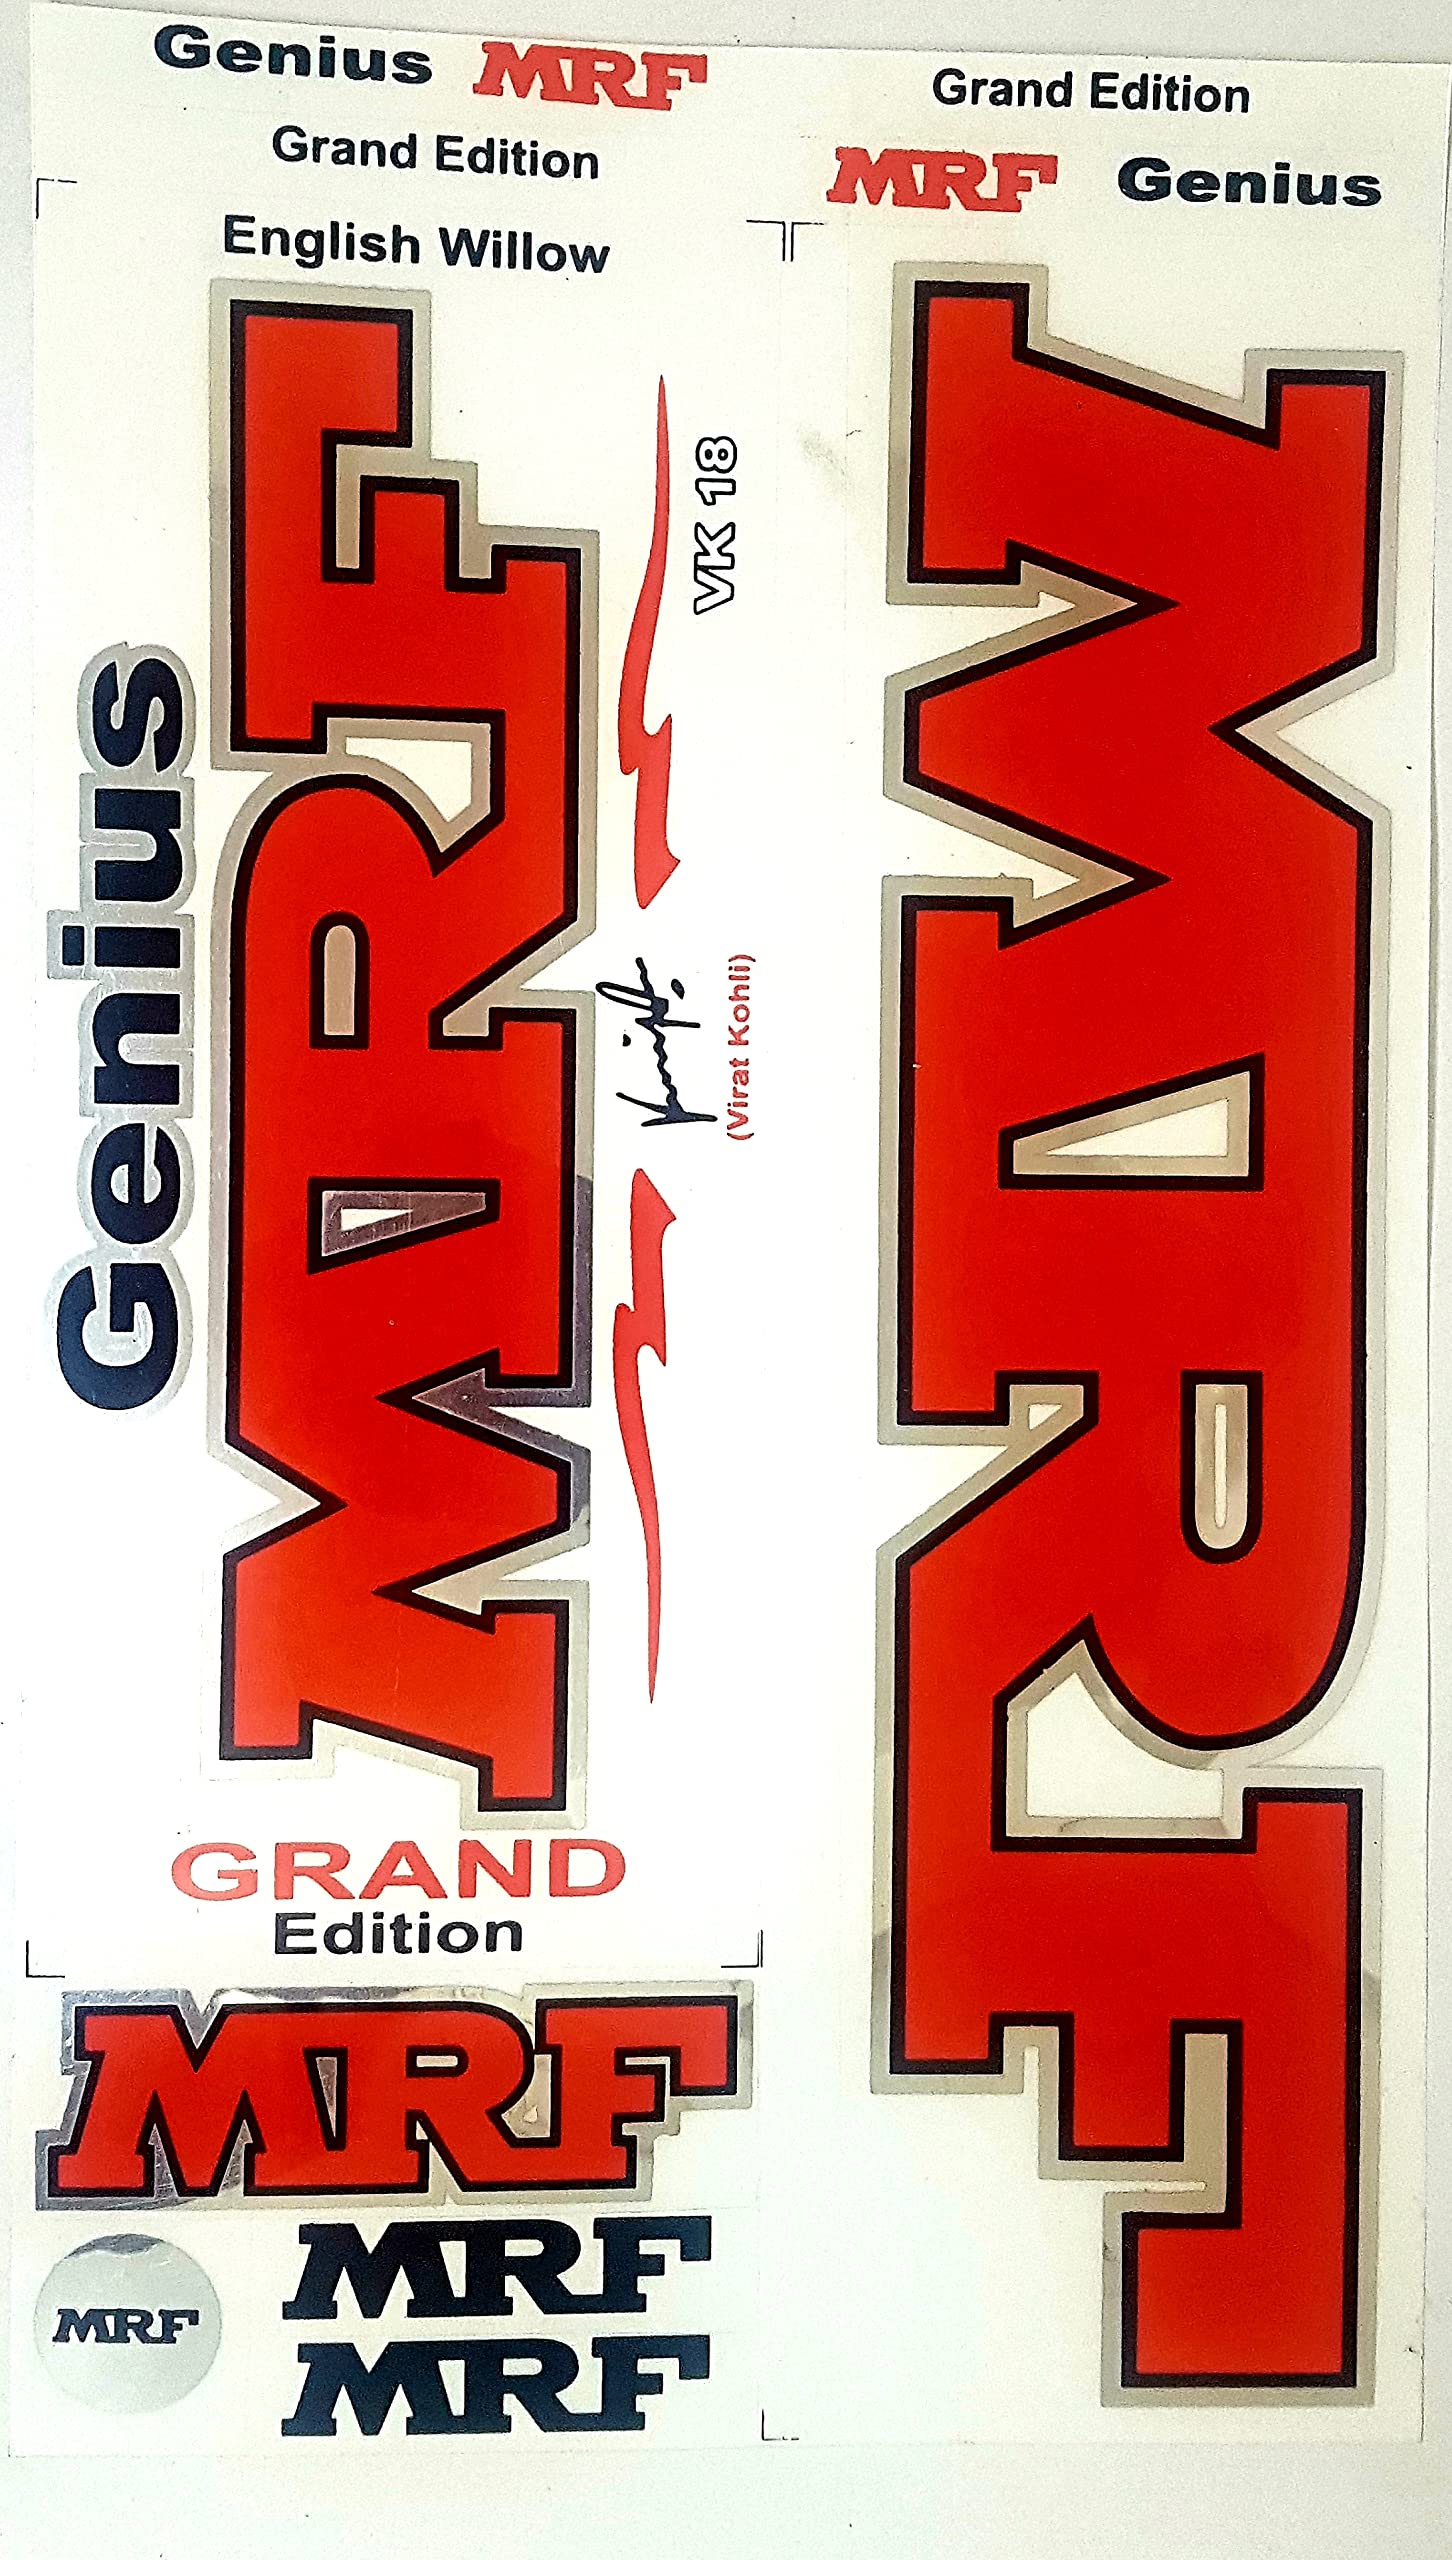 Genius MRF
Grand Edition
English Willow
Genius
MRF
VK 18
(Virat Kohli)
GRAND
Edition
MRF
MRF
MRF
MRF
Grand Edition
MRF Genius
MRF